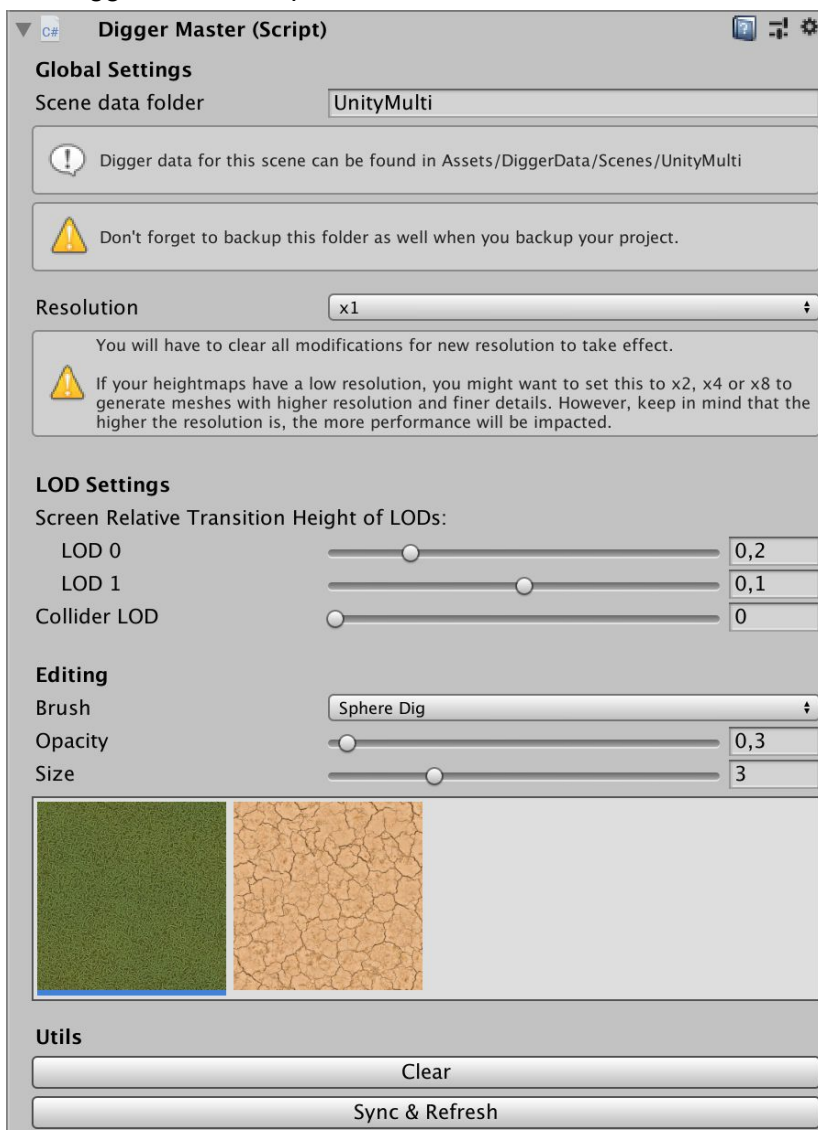 C# Digger Master (Script)
Global Settings
Scene data folder UnityMulti
Digger data for this scene can be found in Assets/DiggerData/Scenes/UnityMulti
Don't forget to backup this folder as well when you backup your project.
Resolution x1
You will have to clear all modifications for new resolution to take effect.
If your heightmaps have a low resolution, you might want to set this to x2, x4 or x8 to
generate meshes with higher resolution and finer details. However, keep in mind that the
higher the resolution is, the more performance will be impacted.
LOD Settings
Screen Relative Transition Height of LODs:
LOD 0 0,2
LOD 1 0,1
Collider LOD 0
Editing
Brush Sphere Dig
Opacity 0,3
Size 3
Utils
Clear
Sync & Refresh